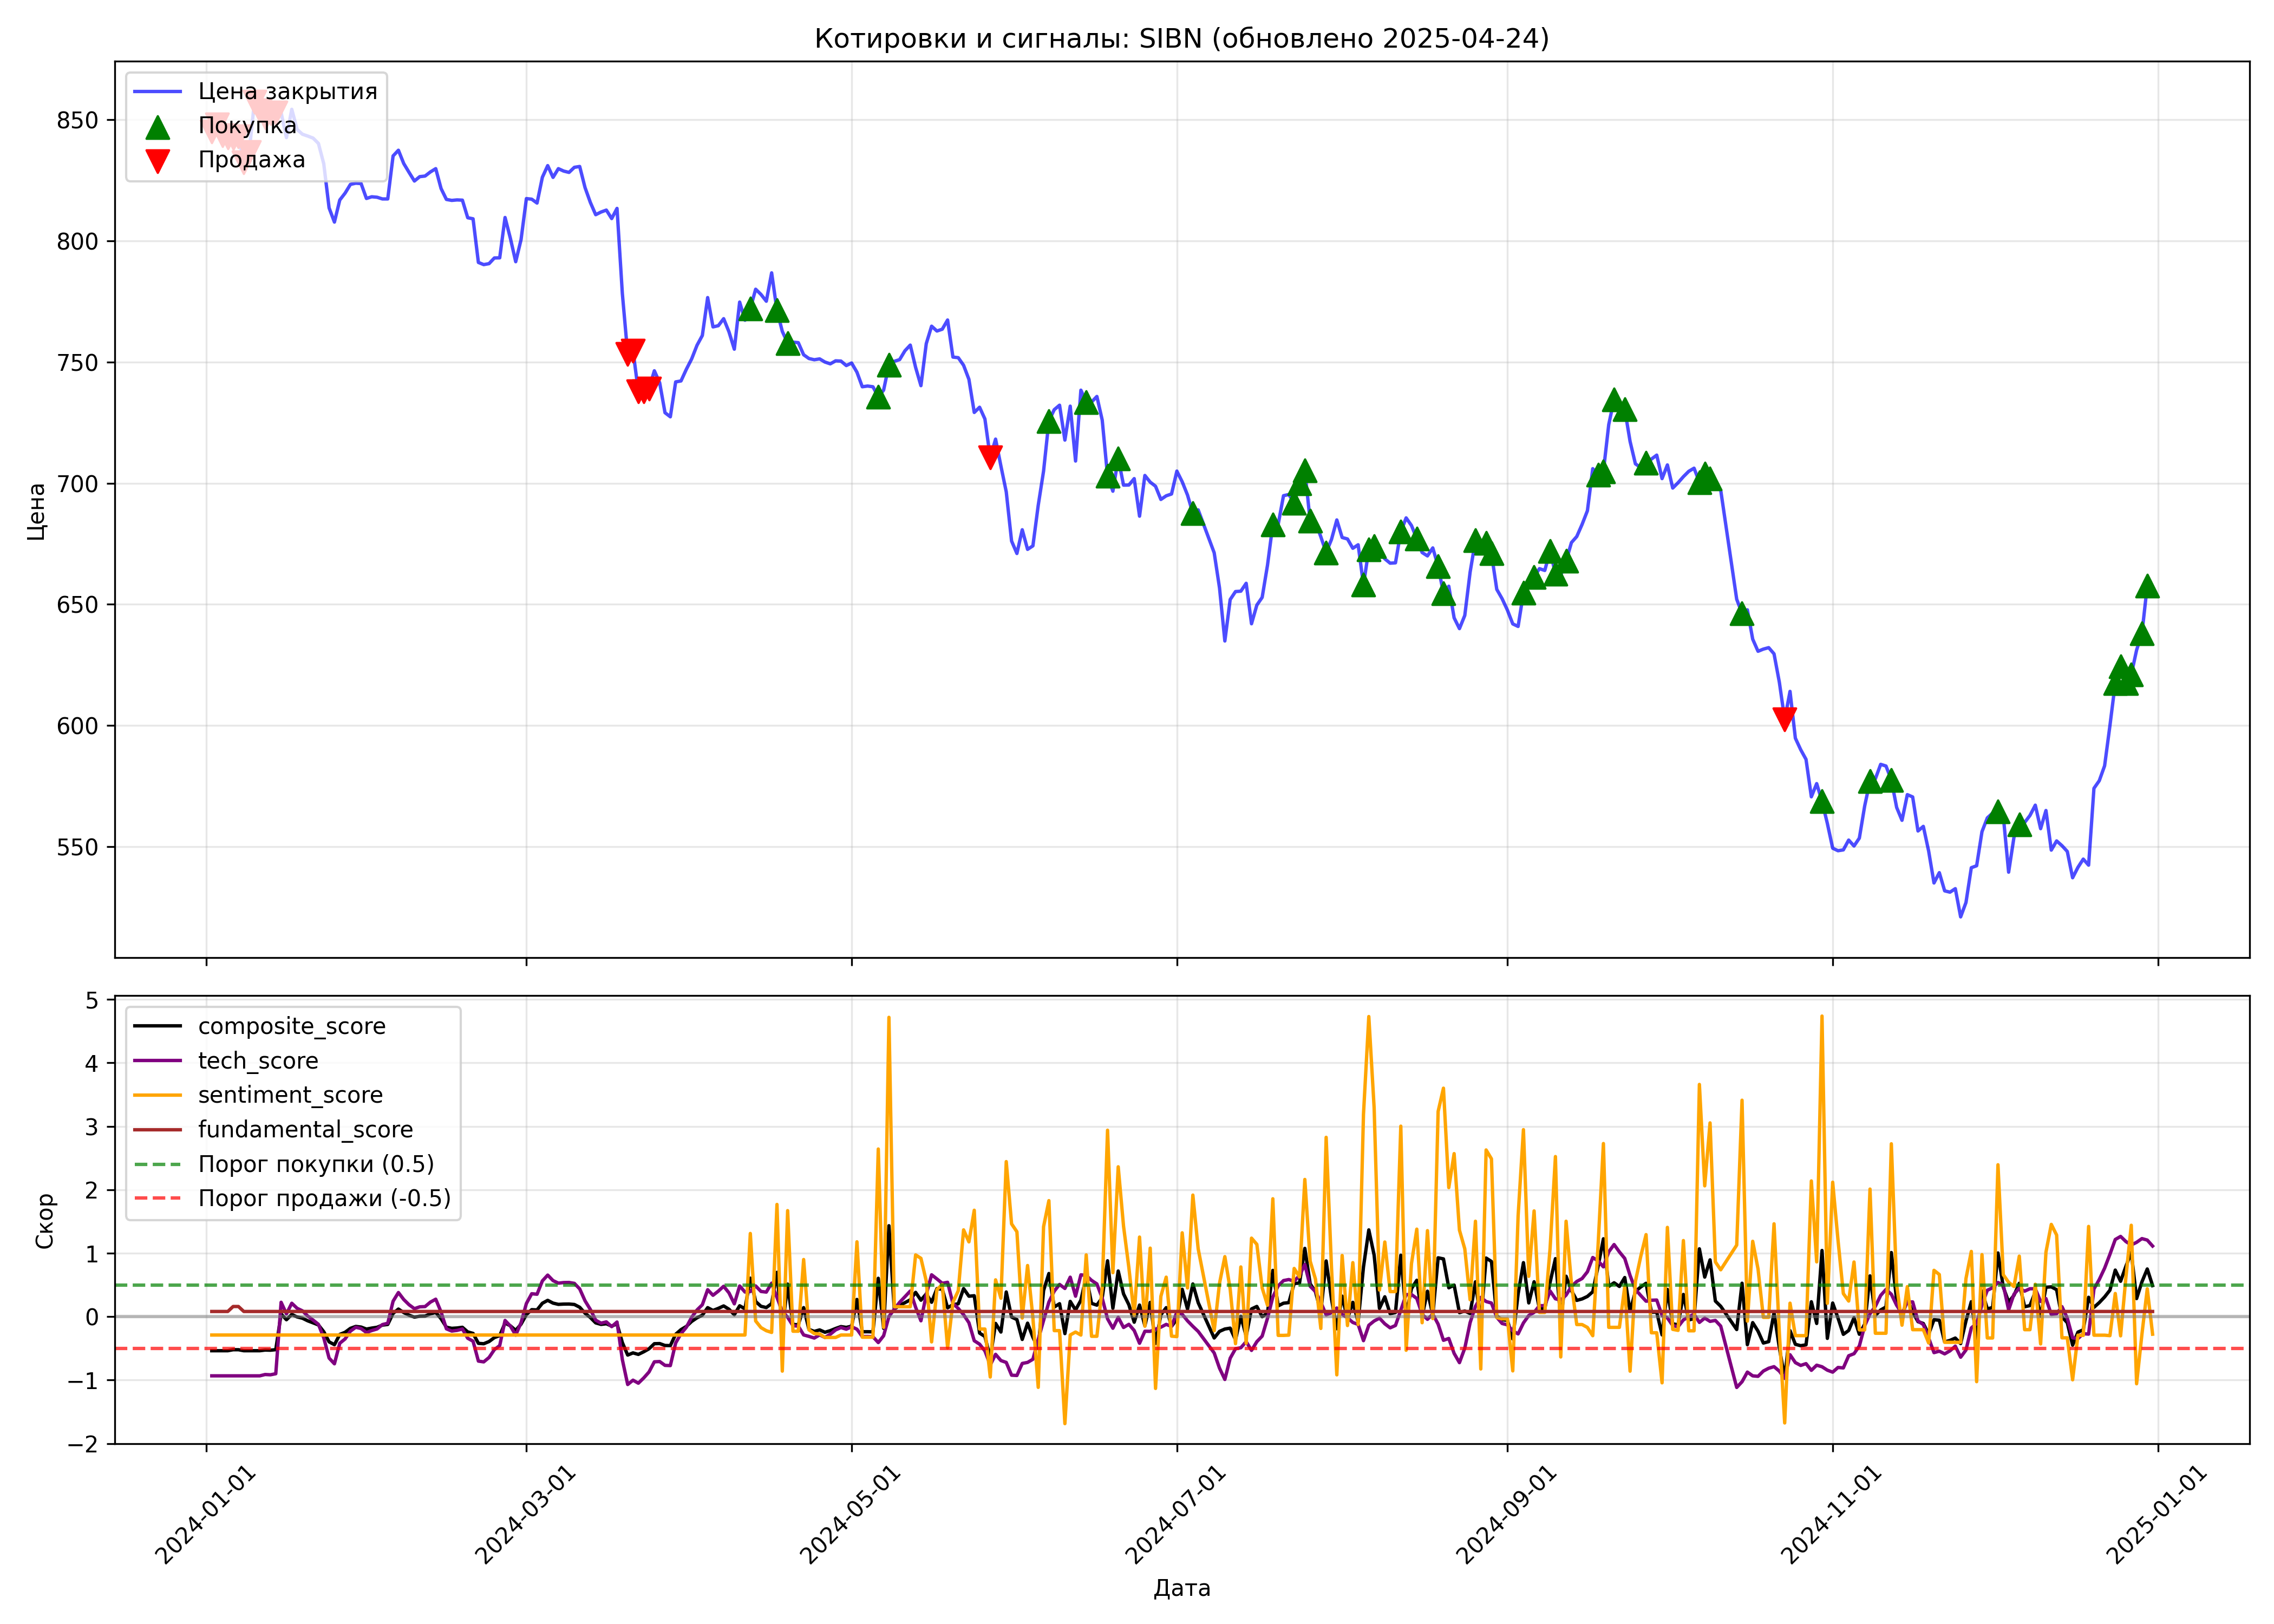 Котировки и сигналы: SIBN (обновлено 2025-04-24)
Цена закрытия
Покупка
Продажа
850
800
750
700
650
600
550
Цена
composite_score
tech_score
sentiment_score
fundamental_score
Порог покупки (0.5)
Порог продажи (-0.5)
5
4
3
2
1
0
−1
−2
Скор
2024-01-01
2024-03-01
2024-05-01
2024-07-01
2024-09-01
2024-11-01
2025-01-01
Дата